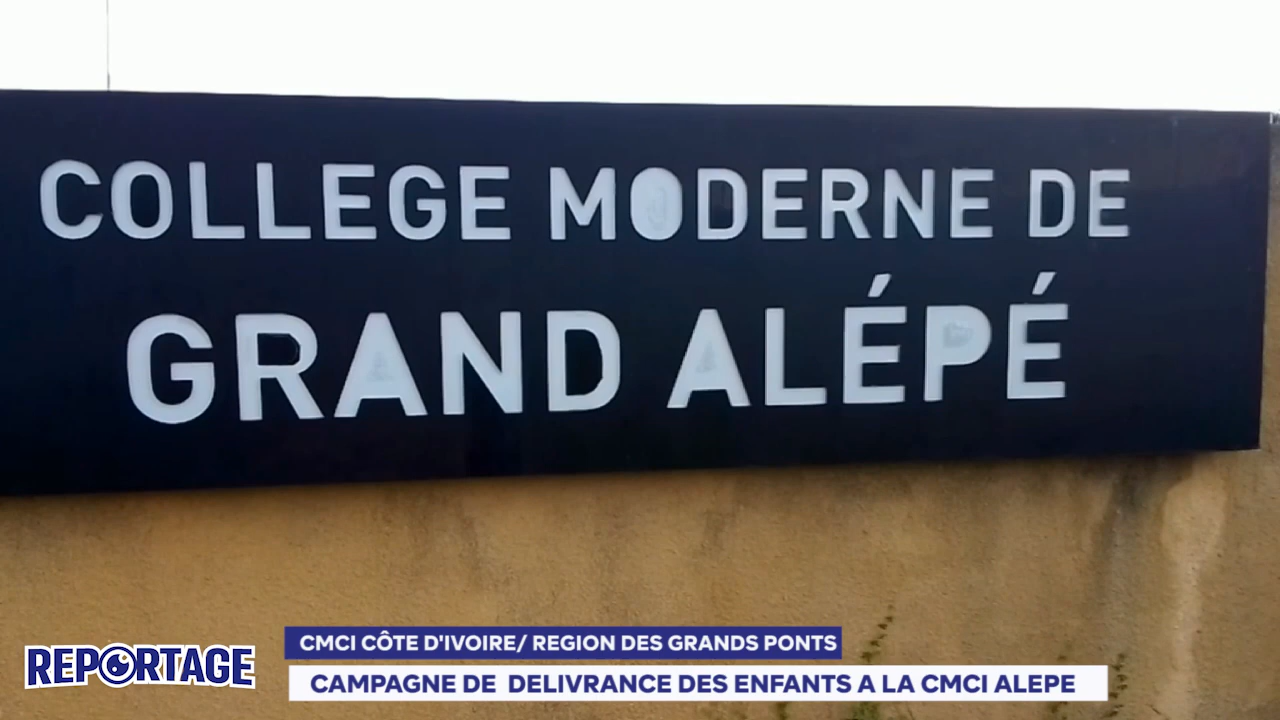 COLLEGE MODERNE DE
GRAND ALÉPÉ
REPORTAGE
CMCI CÔTE D'IVOIRE/ REGION DES GRANDS PONTS
CAMPAGNE DE DELIVRANCE DES ENFANTS A LA CMCI ALEPE